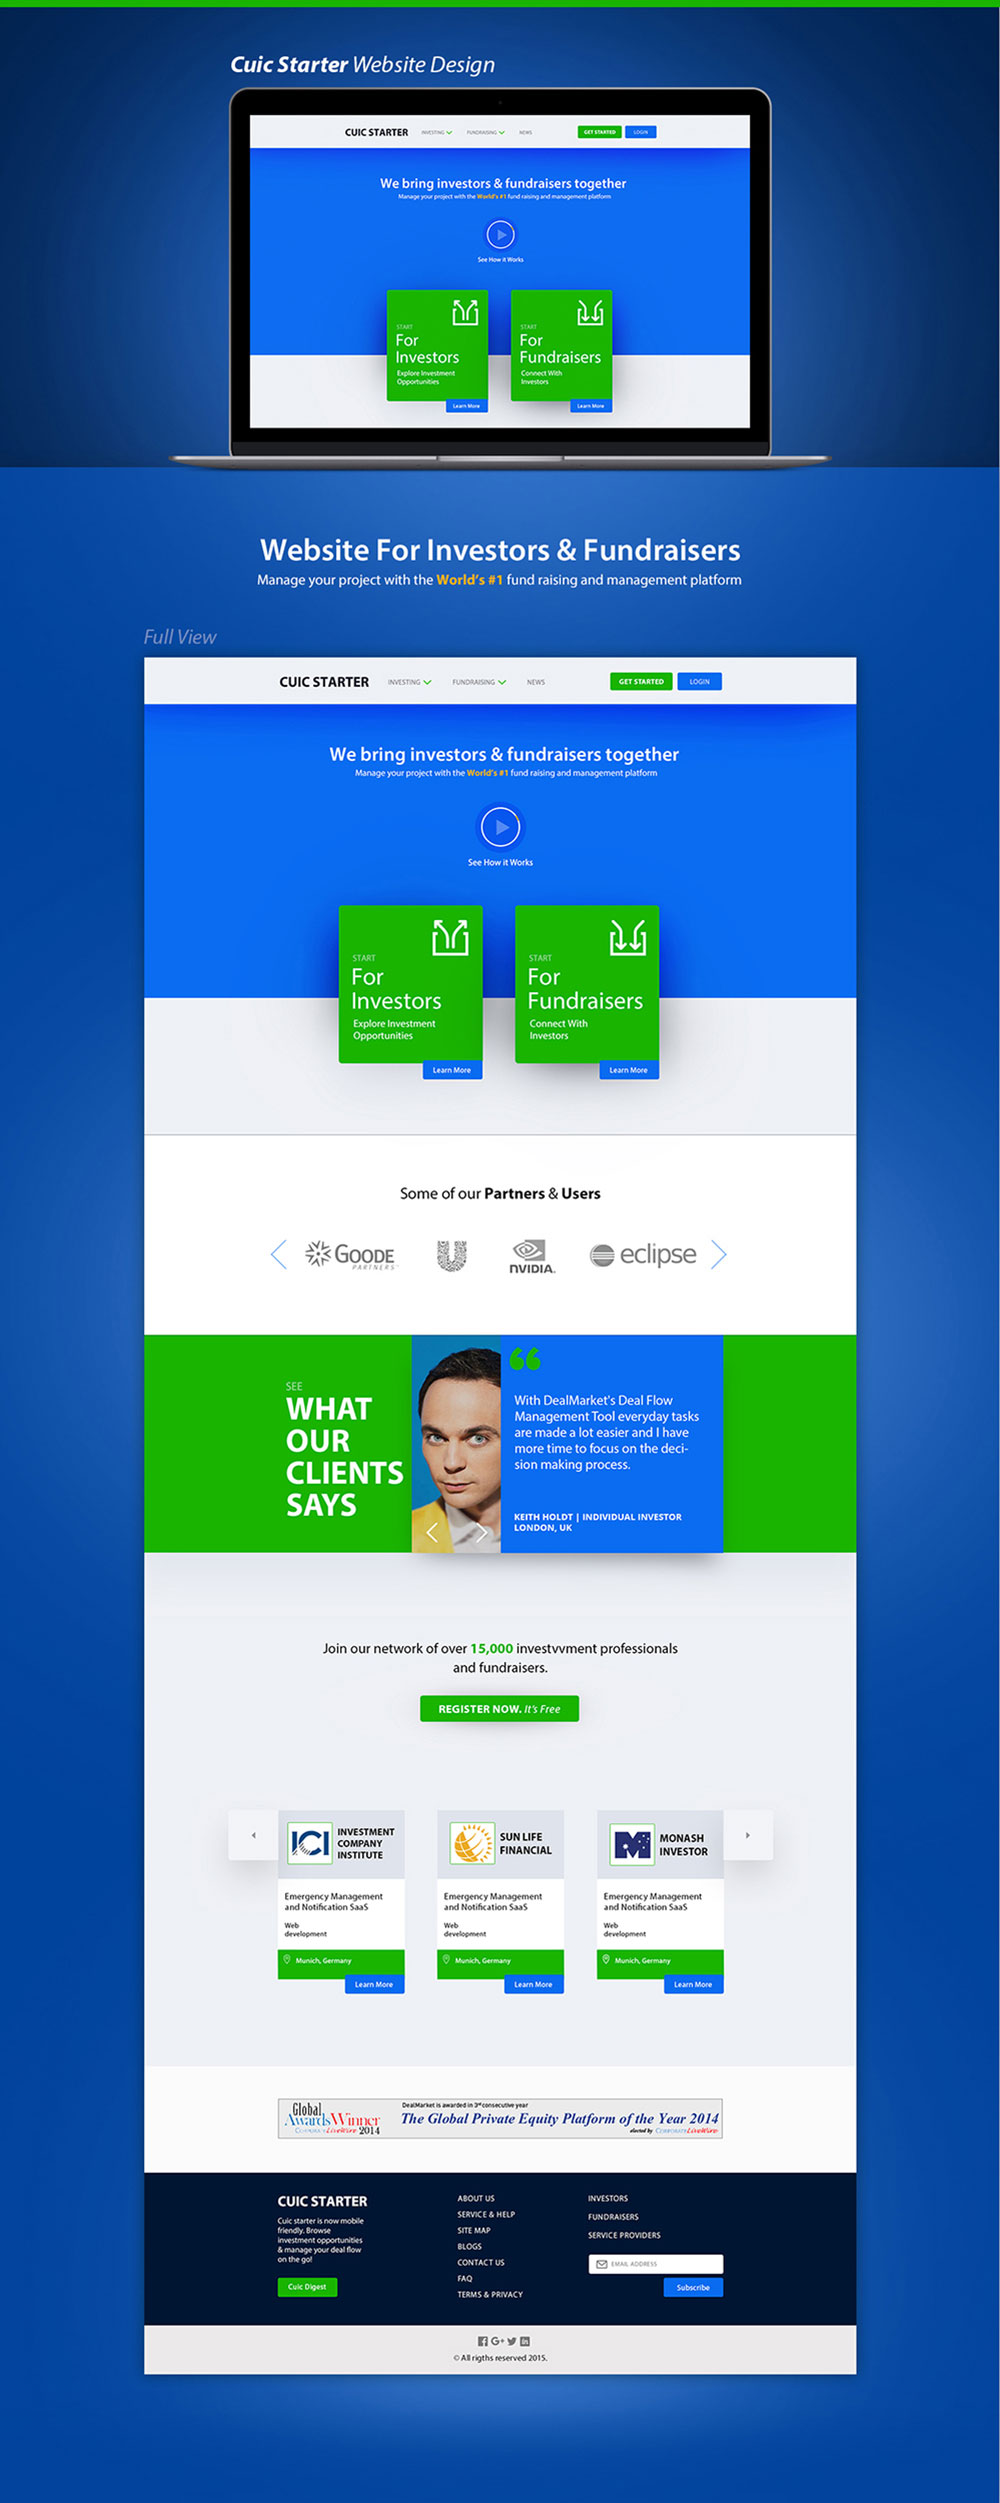 Cuic Starter Website Design
CUIC STARTER INVESTING FUNDRAISING NEWS GET STARTED LOGIN
We bring investors & fundraisers together
Manage your project with the World's #1 fund raising and management platform
See How it Works
START
For
Investors
Explore Investment
Opportunities
Learn More
START
For
Fundraisers
Connect With
Investors
Learn More
Website For Investors & Fundraisers
Manage your project with the World's #1 fund raising and management platform
Full View
CUIC STARTER INVESTING FUNDRAISING NEWS GET STARTED LOGIN
We bring investors & fundraisers together
Manage your project with the World's #1 fund raising and management platform
See How it Works
START
For
Investors
Explore Investment
Opportunities
Learn More
START
For
Fundraisers
Connect With
Investors
Learn More
Some of our Partners & Users
GOODE
PARTNERS
NVIDIA
eclipse
SEE
WHAT
OUR
CLIENTS
SAYS
With DealMarket's Deal Flow
Management Tool everyday tasks
are made a lot easier and I have
more time to focus on the deci-
sion making process.
KEITH HOLDT | INDIVIDUAL INVESTOR
LONDON, UK
Join our network of over 15,000 investvvment professionals
and fundraisers.
REGISTER NOW. It's Free
ICI
INVESTMENT
COMPANY
INSTITUTE
Emergency Management
and Notification SaaS
Web
development
Munich, Germany
Learn More
SUN LIFE
FINANCIAL
Emergency Management
and Notification SaaS
Web
development
Munich, Germany
Learn More
MONASH
INVESTOR
Emergency Management
and Notification SaaS
Web
development
Munich, Germany
Learn More
Global
Awards Winner
CORPORATE LiveWire 2014
DealMarket is awarded in 3rd consecutive year
The Global Private Equity Platform of the Year 2014
elected by CORPORATE LiveWire
CUIC STARTER
Cuic starter is now mobile
friendly. Browse
investment opportunities
& manage your deal flow
on the go!
Cuic Digest
ABOUT US
SERVICE & HELP
SITE MAP
BLOGS
CONTACT US
FAQ
TERMS & PRIVACY
INVESTORS
FUNDRAISERS
SERVICE PROVIDERS
EMAIL ADDRESS
Subscribe
© All rigths reserved 2015.